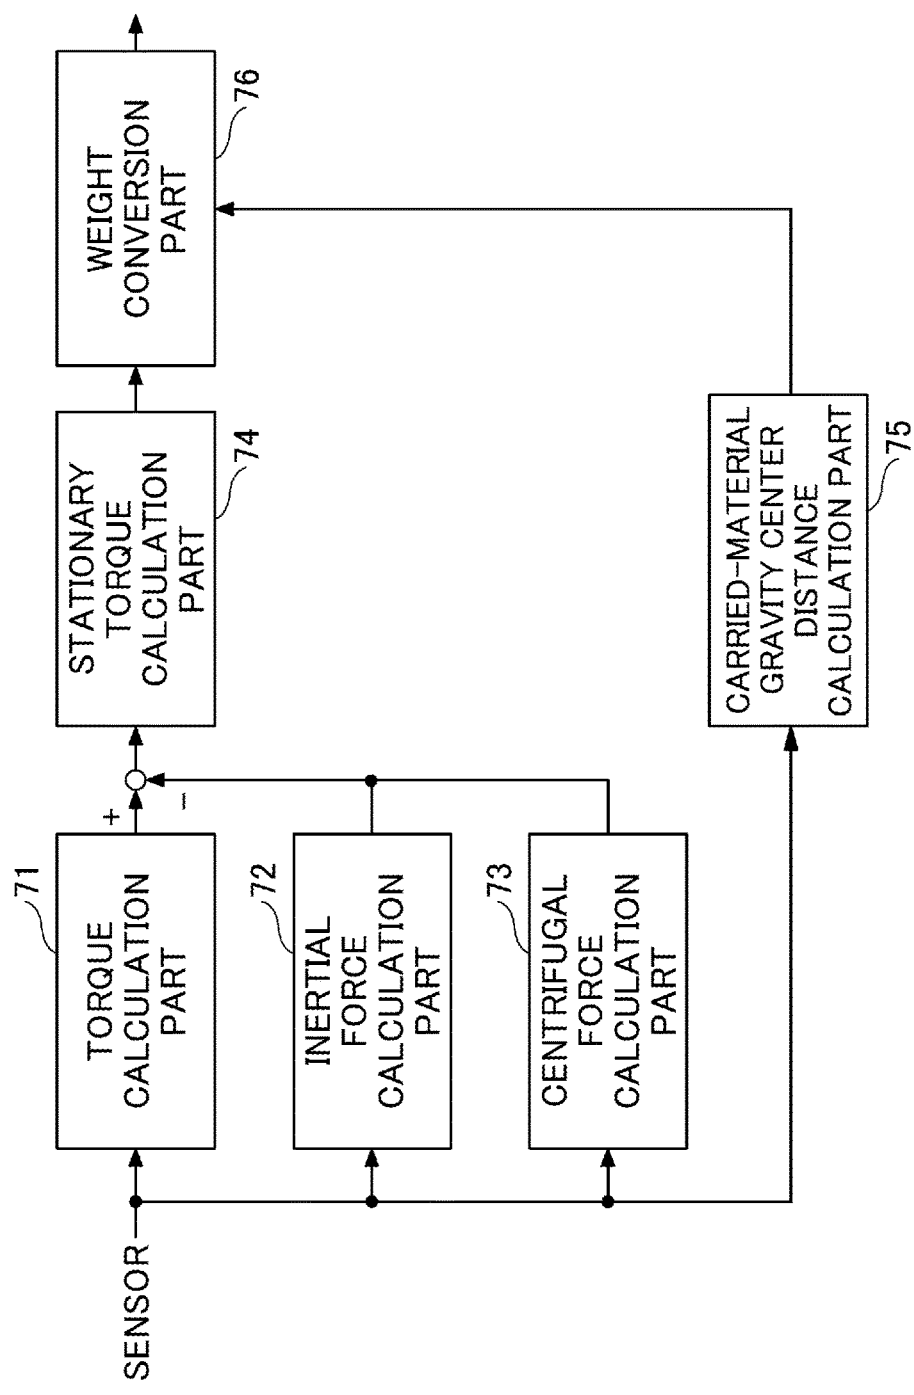 SENSOR
TORQUE
CALCULATION
PART
71
+
−
STATIONARY
TORQUE
CALCULATION
PART
74
WEIGHT
CONVERSION
PART
76
INERTIAL
FORCE
CALCULATION
PART
72
CENTRIFUGAL
FORCE
CALCULATION
PART
73
CARRIED-MATERIAL
GRAVITY CENTER
DISTANCE
CALCULATION PART
75